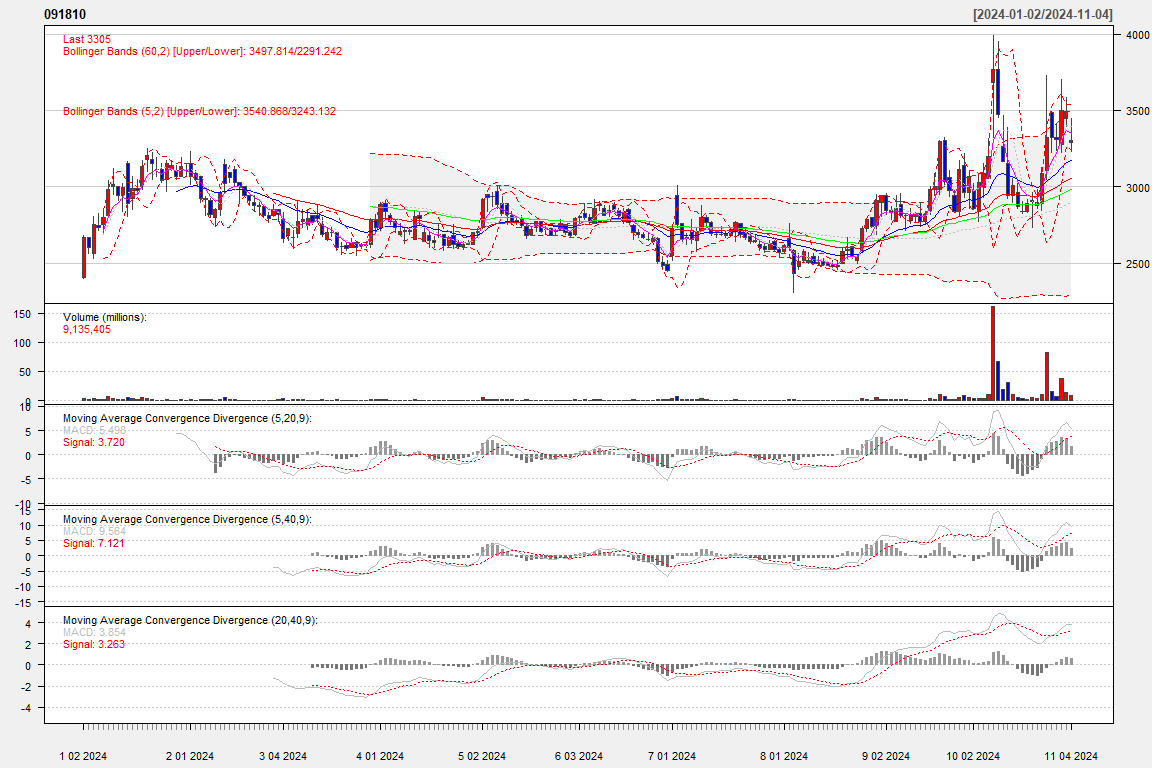 091810 [2024-01-02/2024-11-04]
Last 3305
Bollinger Bands (60,2) [Upper/Lower]: 3497.814/2291.242
Bollinger Bands (5,2) [Upper/Lower]: 3540.868/3243.132
4000
3500
3000
2500
Volume (millions):
9,135,405
150
100
50
0
Moving Average Convergence Divergence (5,20,9):
MACD: 5.498
Signal: 3.720
10
5
0
-5
-10
Moving Average Convergence Divergence (5,40,9):
MACD: 9.564
Signal: 7.121
15
10
5
0
-5
-10
-15
Moving Average Convergence Divergence (20,40,9):
MACD: 3.854
Signal: 3.263
4
2
0
-2
-4
1 02 2024 2 01 2024 3 04 2024 4 01 2024 5 02 2024 6 03 2024 7 01 2024 8 01 2024 9 02 2024 10 02 2024 11 04 2024